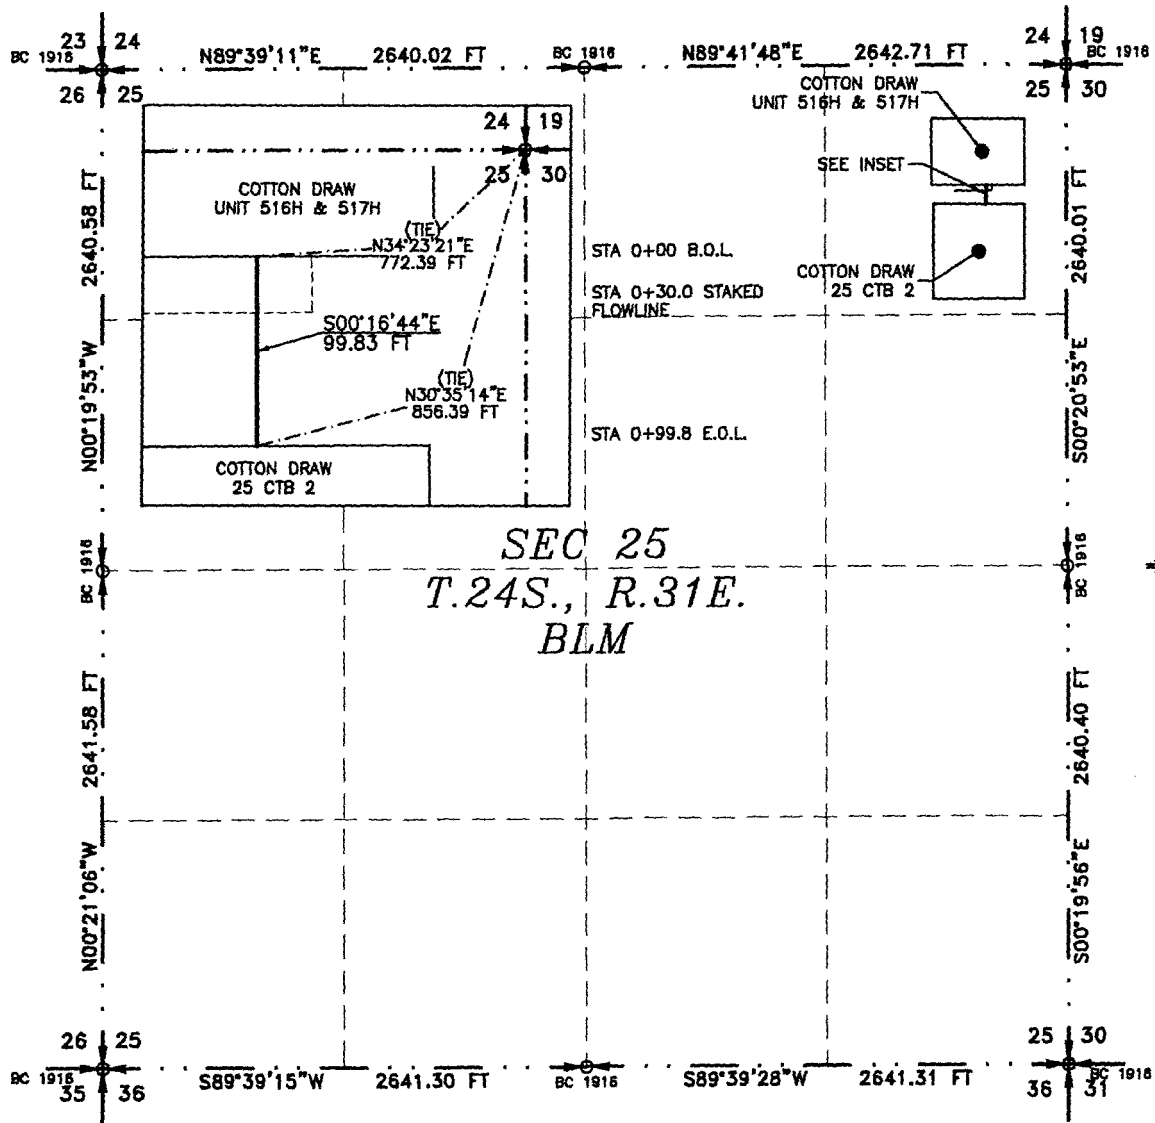 23 24
BC 1916
26 25
N89°39'11"E 2640.02 FT
N89°41'48"E 2642.71 FT
24 19
BC 1916
25 30
COTTON DRAW
UNIT 516H & 517H
SEE INSET
COTTON DRAW
25 CTB 2
24 19
25 30
COTTON DRAW
UNIT 516H & 517H
(TIE)
N34°23'21"E
772.39 FT
S00°16'44"E
99.83 FT
(TIE)
N30°35'14"E
856.39 FT
COTTON DRAW
25 CTB 2
STA 0+00 B.O.L.
STA 0+30.0 STAKED
FLOWLINE
STA 0+99.8 E.O.L.
N00°19'53"W 2640.58 FT
S00°20'53"E 2640.01 FT
SEC 25
T.24S., R.31E.
BLM
BC 1916
BC 1916
N00°21'06"W 2641.58 FT
S00°19'56"E 2640.40 FT
26 25
BC 1916
35 36
S89°39'15"W 2641.30 FT
BC 1916
S89°39'28"W 2641.31 FT
25 30
BC 1916
36 31